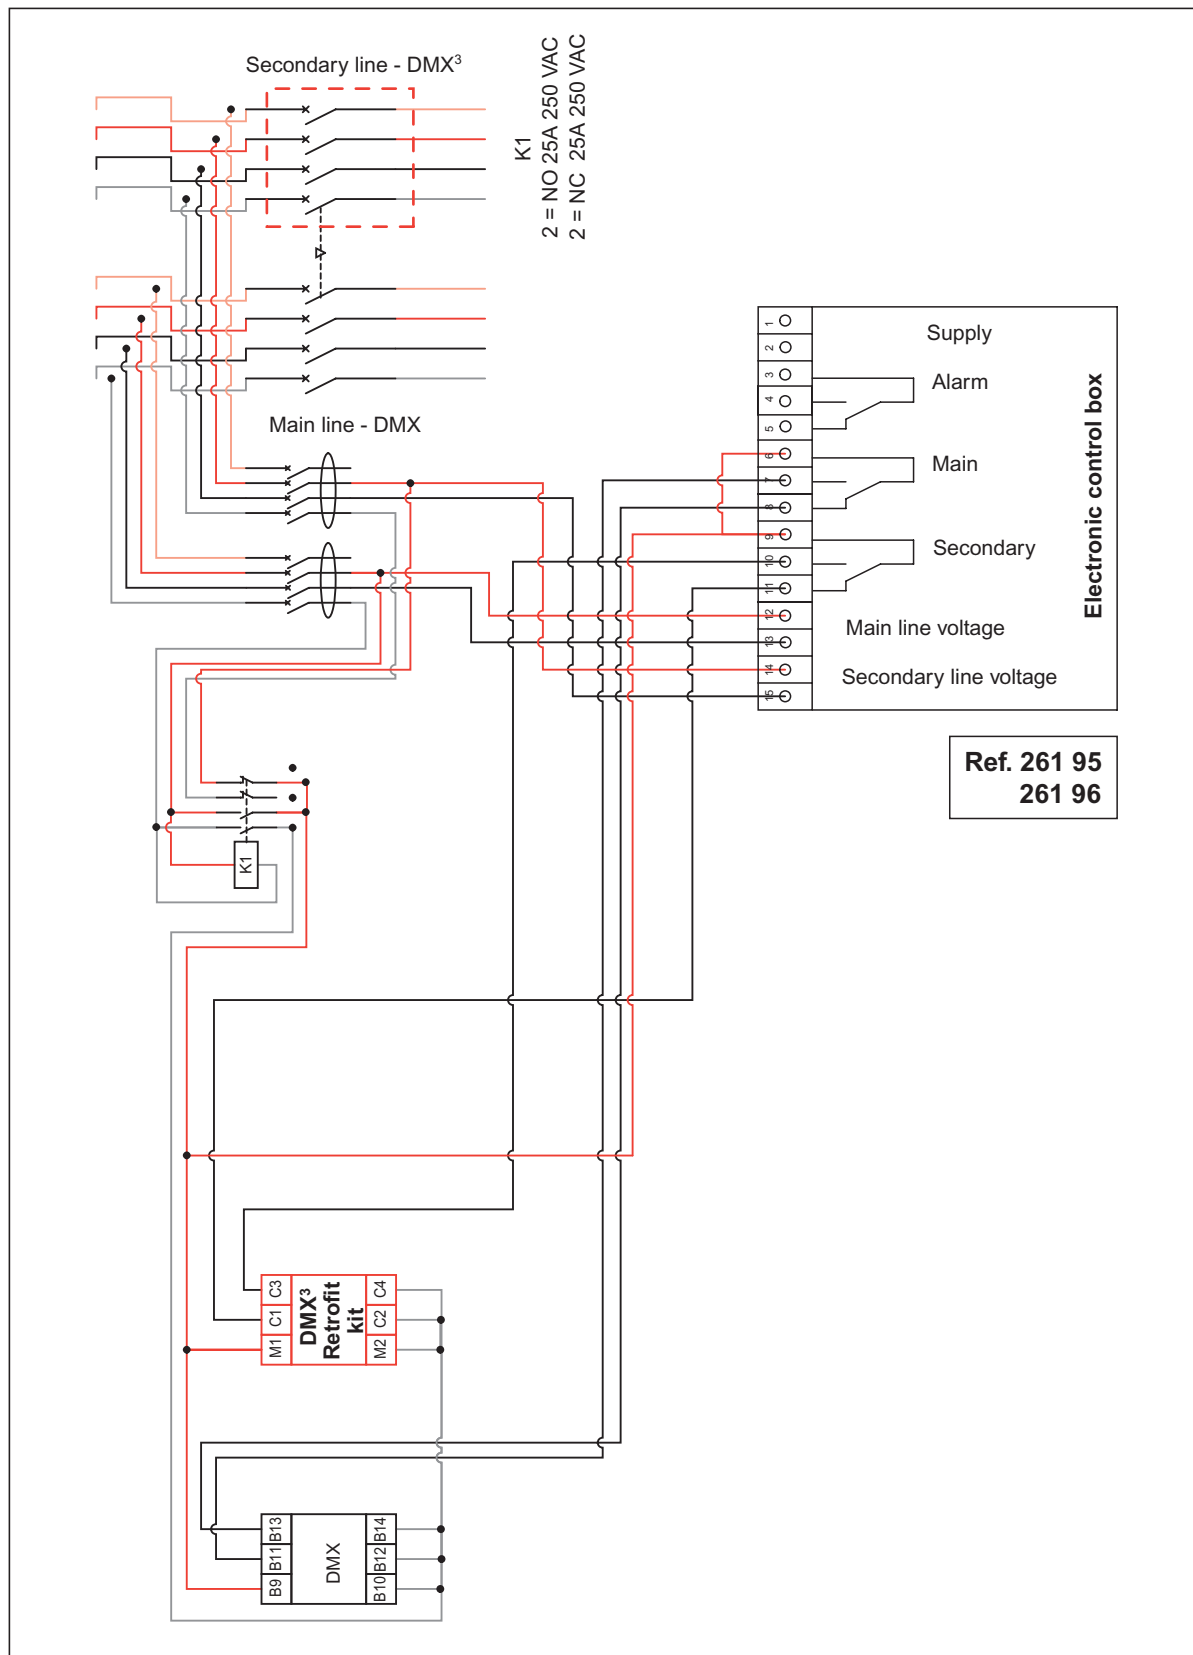 Secondary line - DMX³
K1
2 = NO 25A 250 VAC
2 = NC 25A 250 VAC
Main line - DMX
1
2
3
4
5
6
7
8
9
10
11
12
13
14
15
Supply
Alarm
Main
Secondary
Main line voltage
Secondary line voltage
Electronic control box
Ref. 261 95
261 96
K1
C3
C1
M1
DMX³
Retrofit
kit
C4
C2
M2
B13
B11
B9
DMX
B14
B12
B10